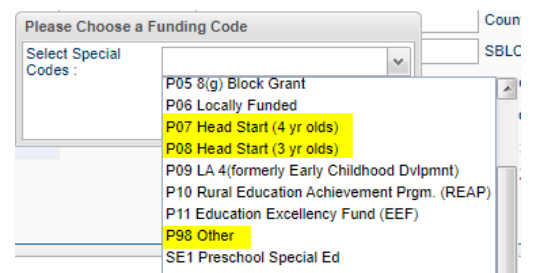 Please Choose a Funding Code
Coun
Select Special
Codes :
SBLC
P05 8(g) Block Grant
P06 Locally Funded
P07 Head Start (4 yr olds)
P08 Head Start (3 yr olds)
P09 LA 4(formerly Early Childhood Dvlpmnt)
P10 Rural Education Achievement Prgm. (REAP)
P11 Education Excellency Fund (EEF)
P98 Other
SE1 Preschool Special Ed